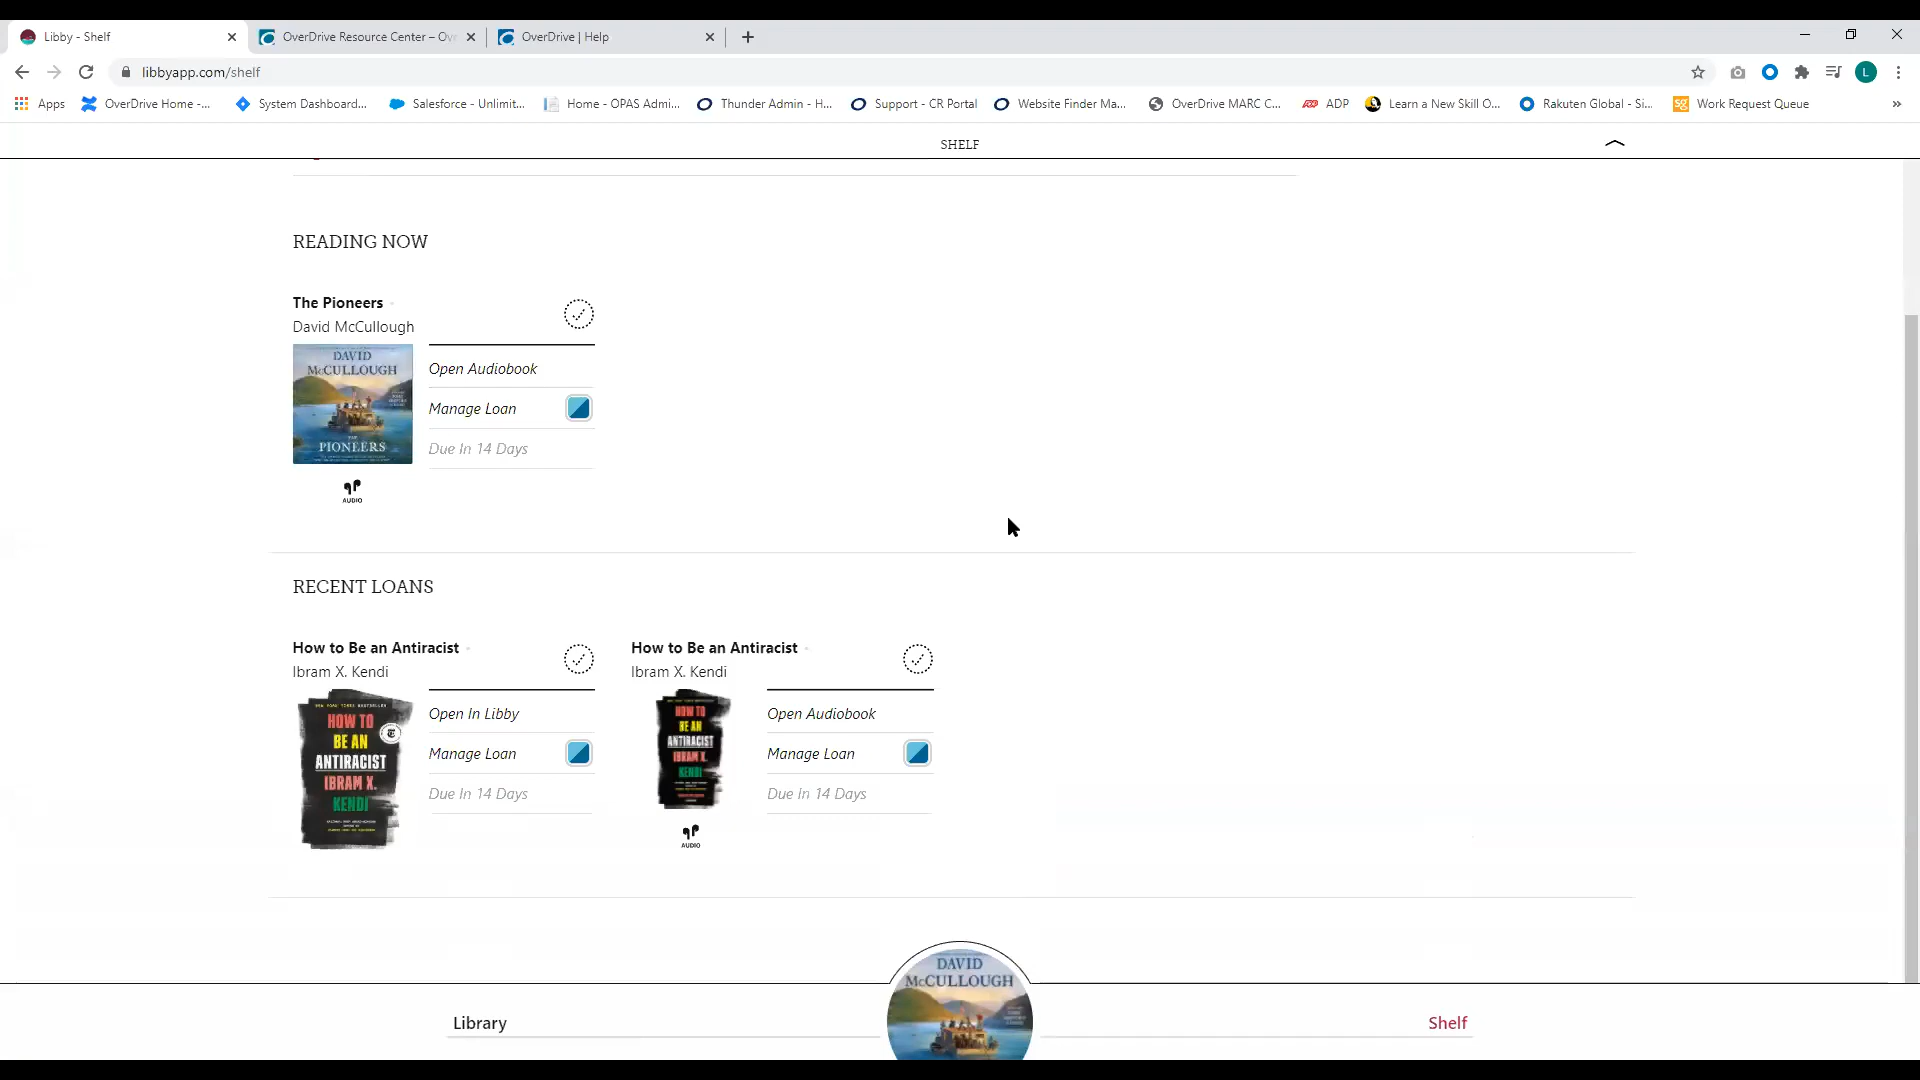 Libby - Shelf
OverDrive Resource Center – Ov
OverDrive | Help
libbyapp.com/shelf
L
Apps
OverDrive Home -...
System Dashboard...
Salesforce - Unlimit...
Home - OPAS Admi...
Thunder Admin - H...
Support - CR Portal
Website Finder Ma...
OverDrive MARC C...
ADP
Learn a New Skill O...
Rakuten Global - Si...
Work Request Queue
SHELF
READING NOW
The Pioneers
David McCullough
DAVID
McCULLOUGH
THE
PIONEERS
AUDIO
Open Audiobook
Manage Loan
Due In 14 Days
RECENT LOANS
How to Be an Antiracist
Ibram X. Kendi
NEW YORK TIMES BESTSELLER
HOW TO
BE AN
ANTIRACIST
IBRAM X.
KENDI
Open In Libby
Manage Loan
Due In 14 Days
How to Be an Antiracist
Ibram X. Kendi
HOW TO
BE AN
ANTIRACIST
IBRAM X.
KENDI
AUDIO
Open Audiobook
Manage Loan
Due In 14 Days
Library
DAVID
McCULLOUGH
Shelf